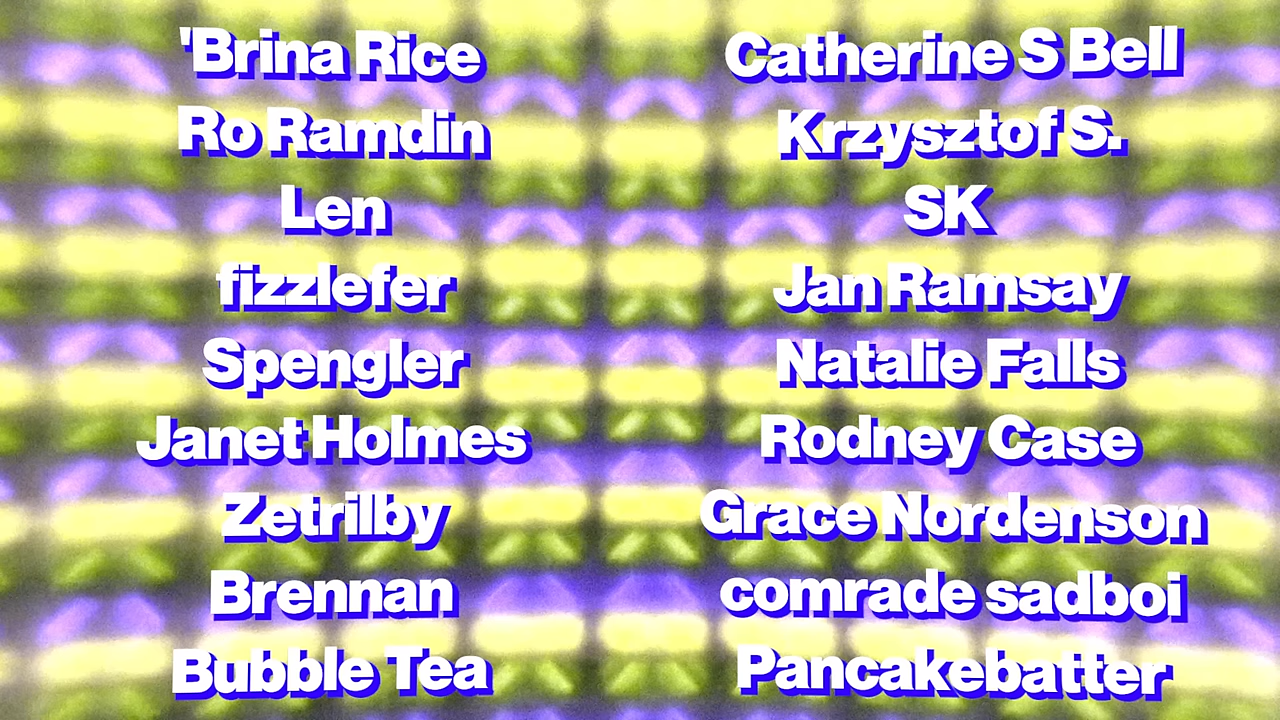 'Brina Rice
Ro Ramdin
Len
fizzlefer
Spengler
Janet Holmes
Zetrilby
Brennan
Bubble Tea
Catherine S Bell
Krzysztof S.
SK
Jan Ramsay
Natalie Falls
Rodney Case
Grace Nordenson
comrade sadboi
Pancakebatter